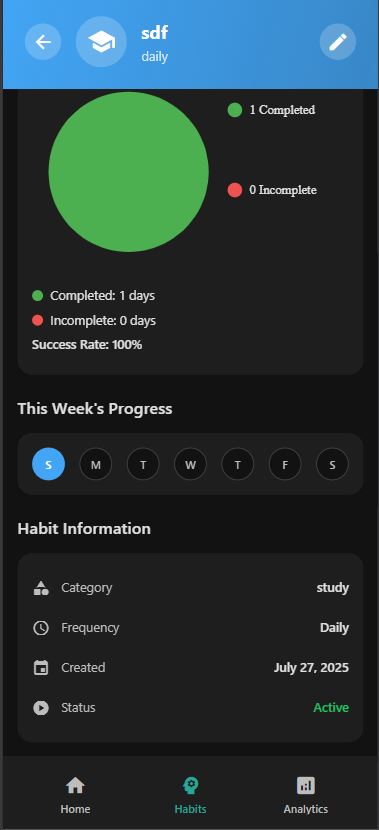 sdf
daily
1 Completed
0 Incomplete
Completed: 1 days
Incomplete: 0 days
Success Rate: 100%
This Week's Progress
S M T W T F S
Habit Information
Category study
Frequency Daily
Created July 27, 2025
Status Active
Home Habits Analytics